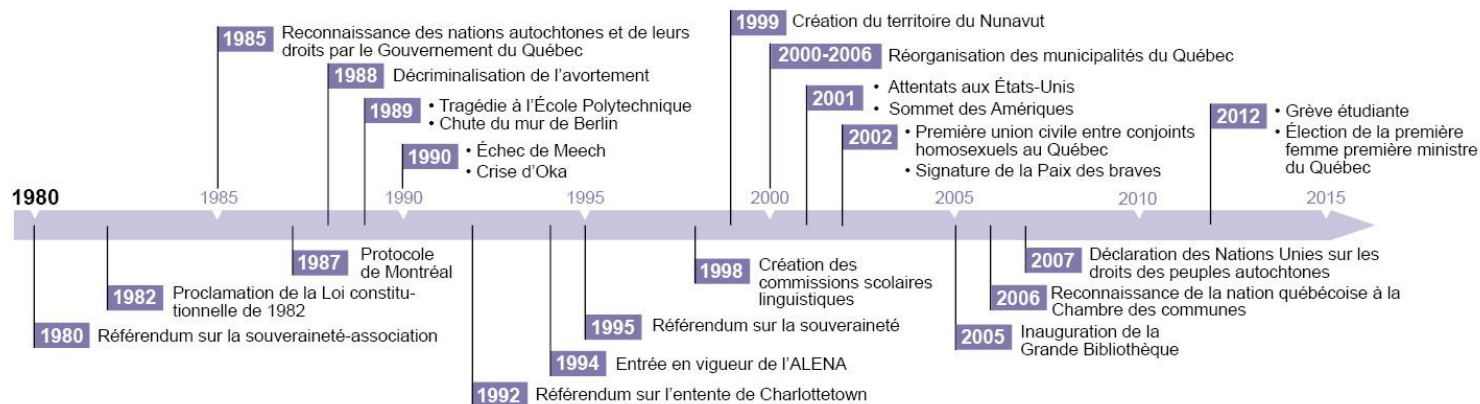 1985
Reconnaissance des nations autochtones et de leurs
droits par le Gouvernement du Québec
1988
Décriminalisation de l'avortement
1989
• Tragédie à l'École Polytechnique
• Chute du mur de Berlin
1990
• Échec de Meech
• Crise d'Oka
1999
Création du territoire du Nunavut
2000-2006
Réorganisation des municipalités du Québec
2001
• Attentats aux États-Unis
• Sommet des Amériques
2002
• Première union civile entre conjoints
homosexuels au Québec
• Signature de la Paix des braves
2012
• Grève étudiante
• Élection de la première
femme première ministre
du Québec
1980
1985
1990
1995
2000
2005
2010
2015
1987
Protocole
de Montréal
1982
Proclamation de la Loi constitu-
tionnelle de 1982
1980
Référendum sur la souveraineté-association
1998
Création des
commissions scolaires
linguistiques
1995
Référendum sur la souveraineté
1994
Entrée en vigueur de l'ALENA
1992
Référendum sur l'entente de Charlottetown
2007
Déclaration des Nations Unies sur les
droits des peuples autochtones
2006
Reconnaissance de la nation québécoise à la
Chambre des communes
2005
Inauguration de la
Grande Bibliothèque